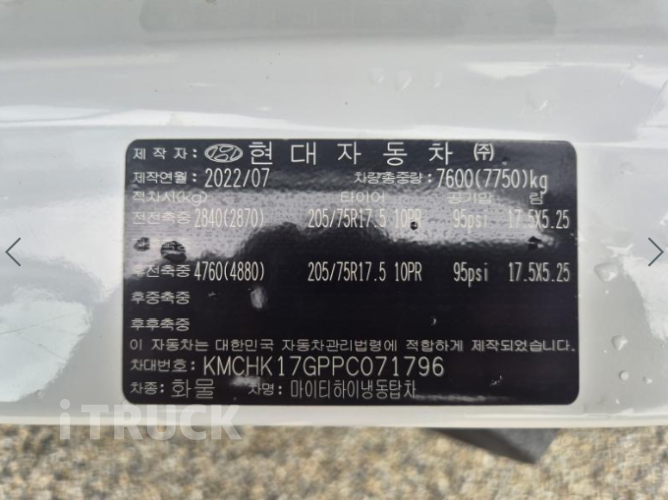 제작자: 현대자동차 ㈜
제작연월: 2022/07 차량총중량: 7600(7750)kg
적차시(kg) 타이어 공기압 림
전전축중 2840(2870) 205/75R17.5 10PR 95psi 17.5X5.25
후전축중 4760(4880) 205/75R17.5 10PR 95psi 17.5X5.25
후중축중
후후축중
이 자동차는 대한민국 자동차관리법령에 적합하게 제작되었습니다.
차대번호: KMCHK17GPPC071796
차종: 화물 차명: 마이티하이냉동탑차
iTRUCK